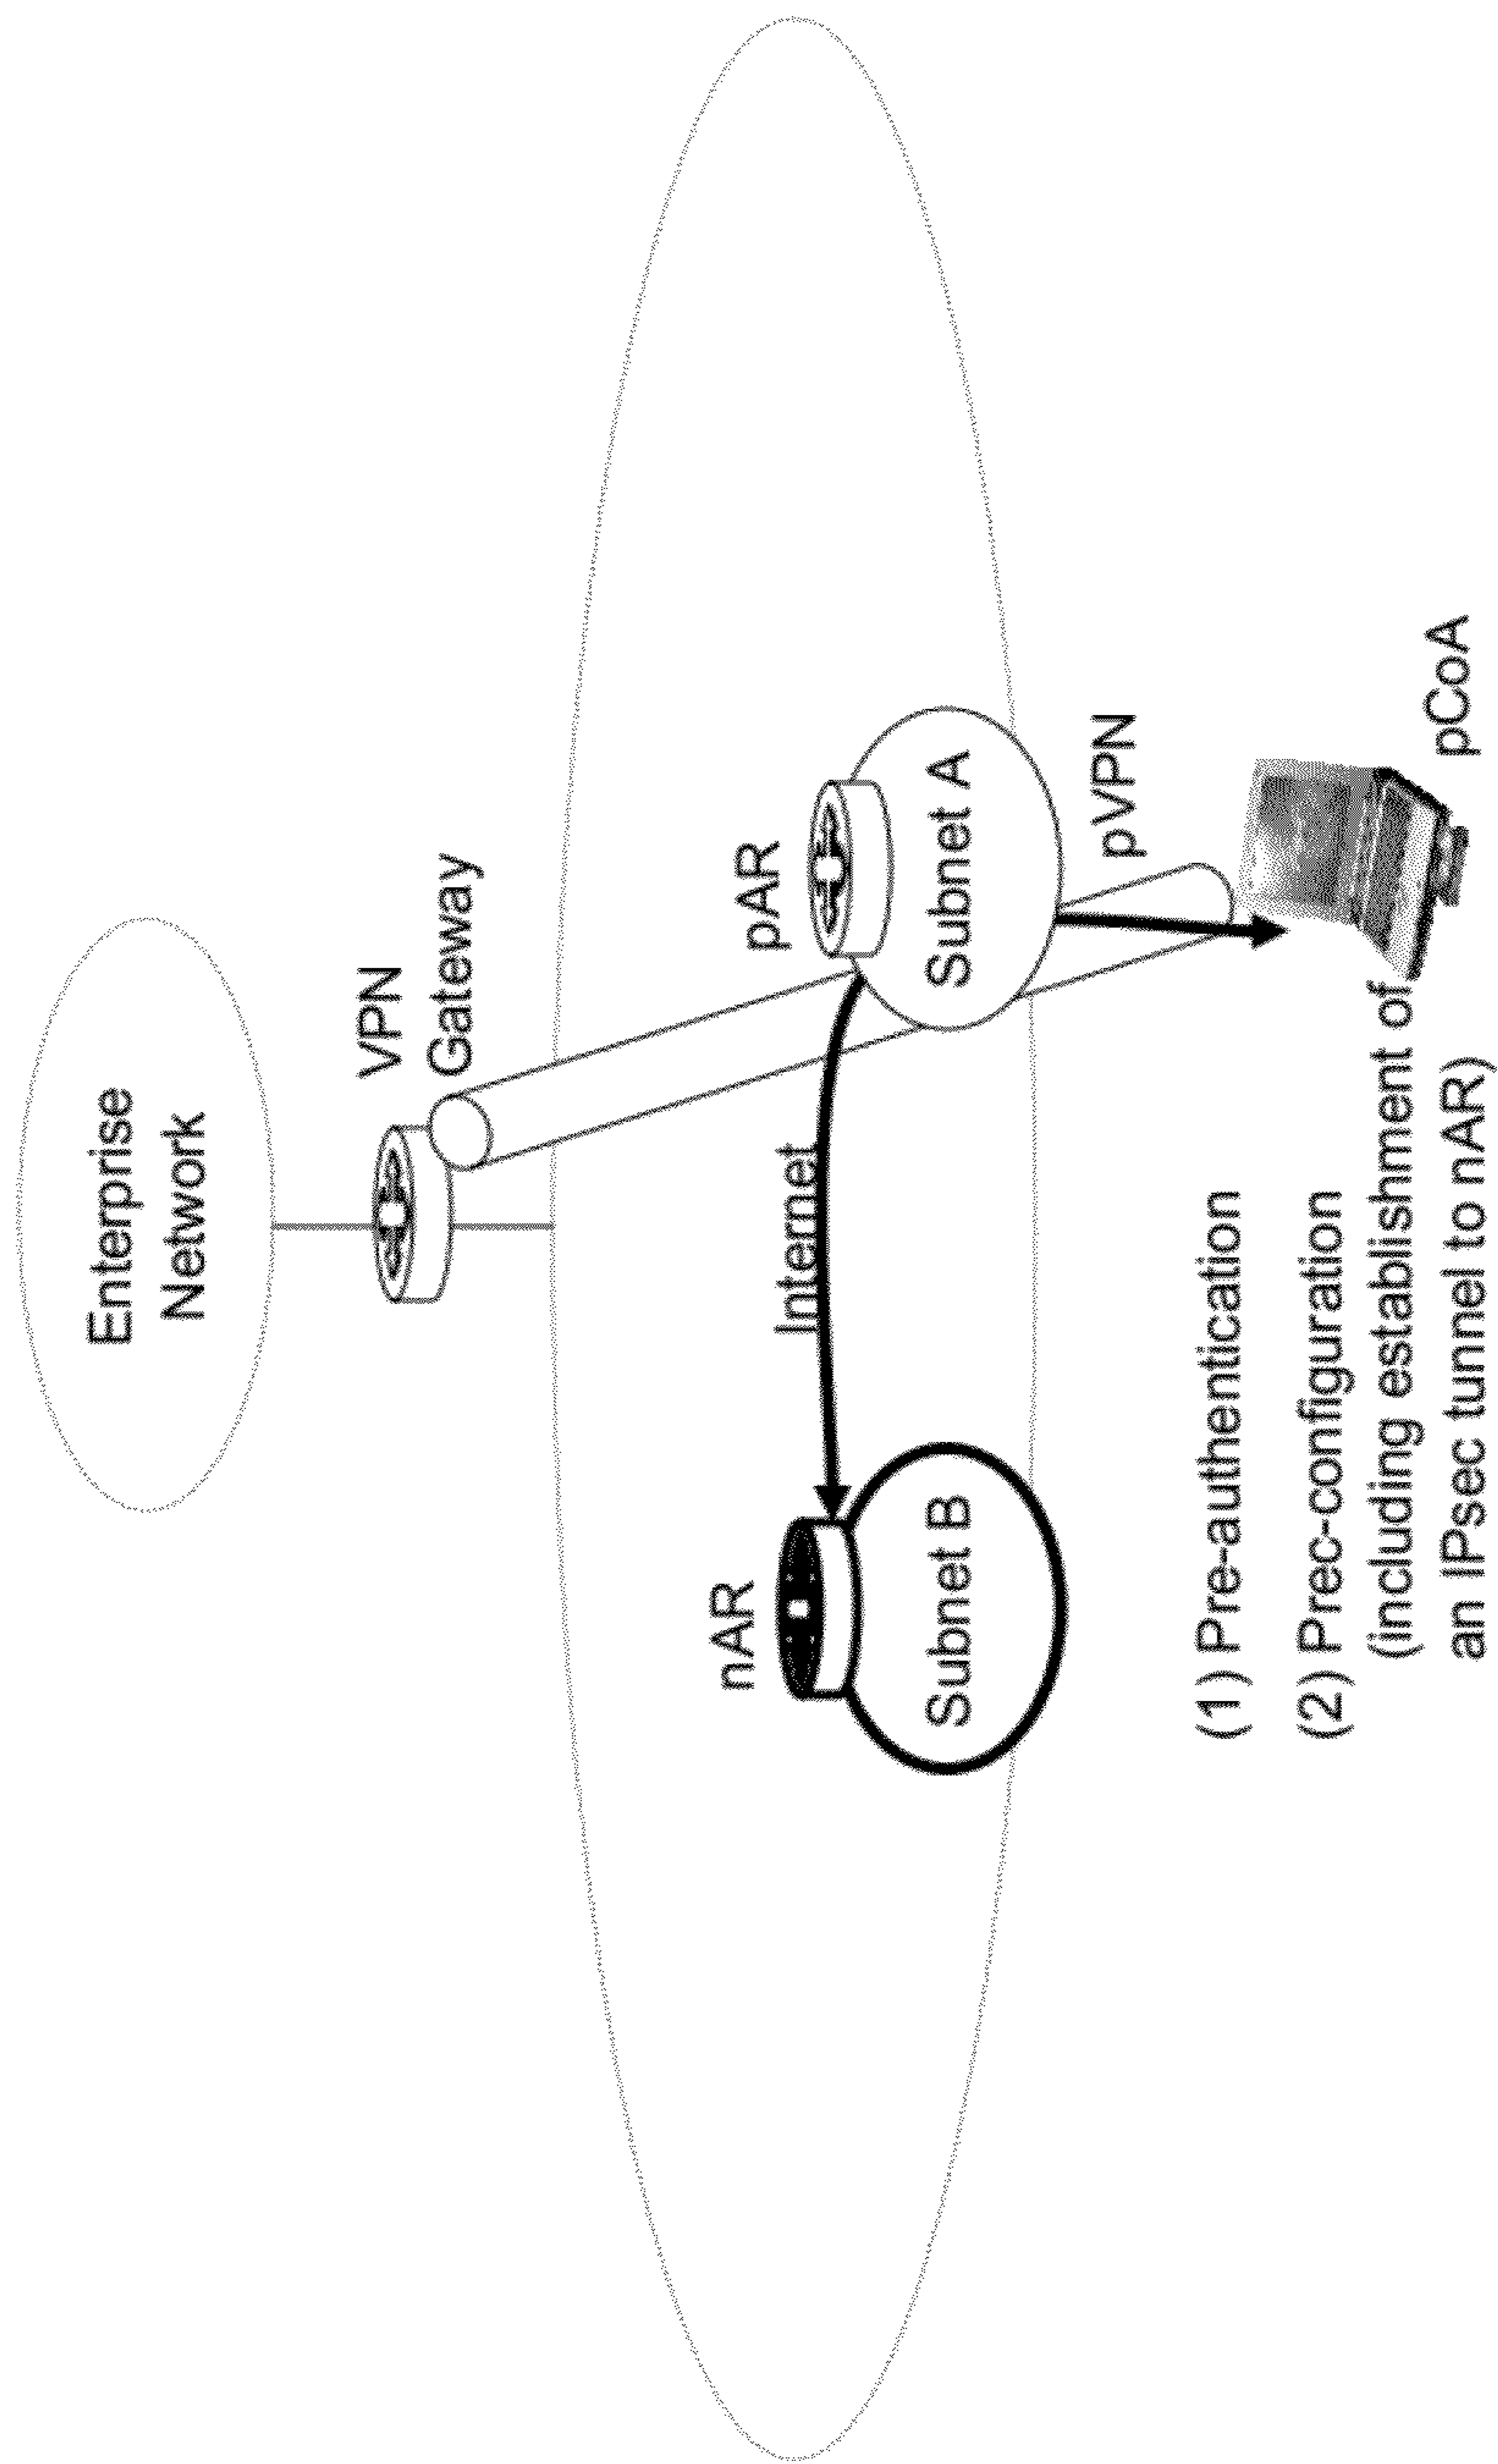 Enterprise
Network
VPN
Gateway
nAR
Internet
pAR
Subnet B
Subnet A
pVPN
(1) Pre-authentication
(2) Prec-configuration
(including establishment of
an IPsec tunnel to nAR)
pCoA